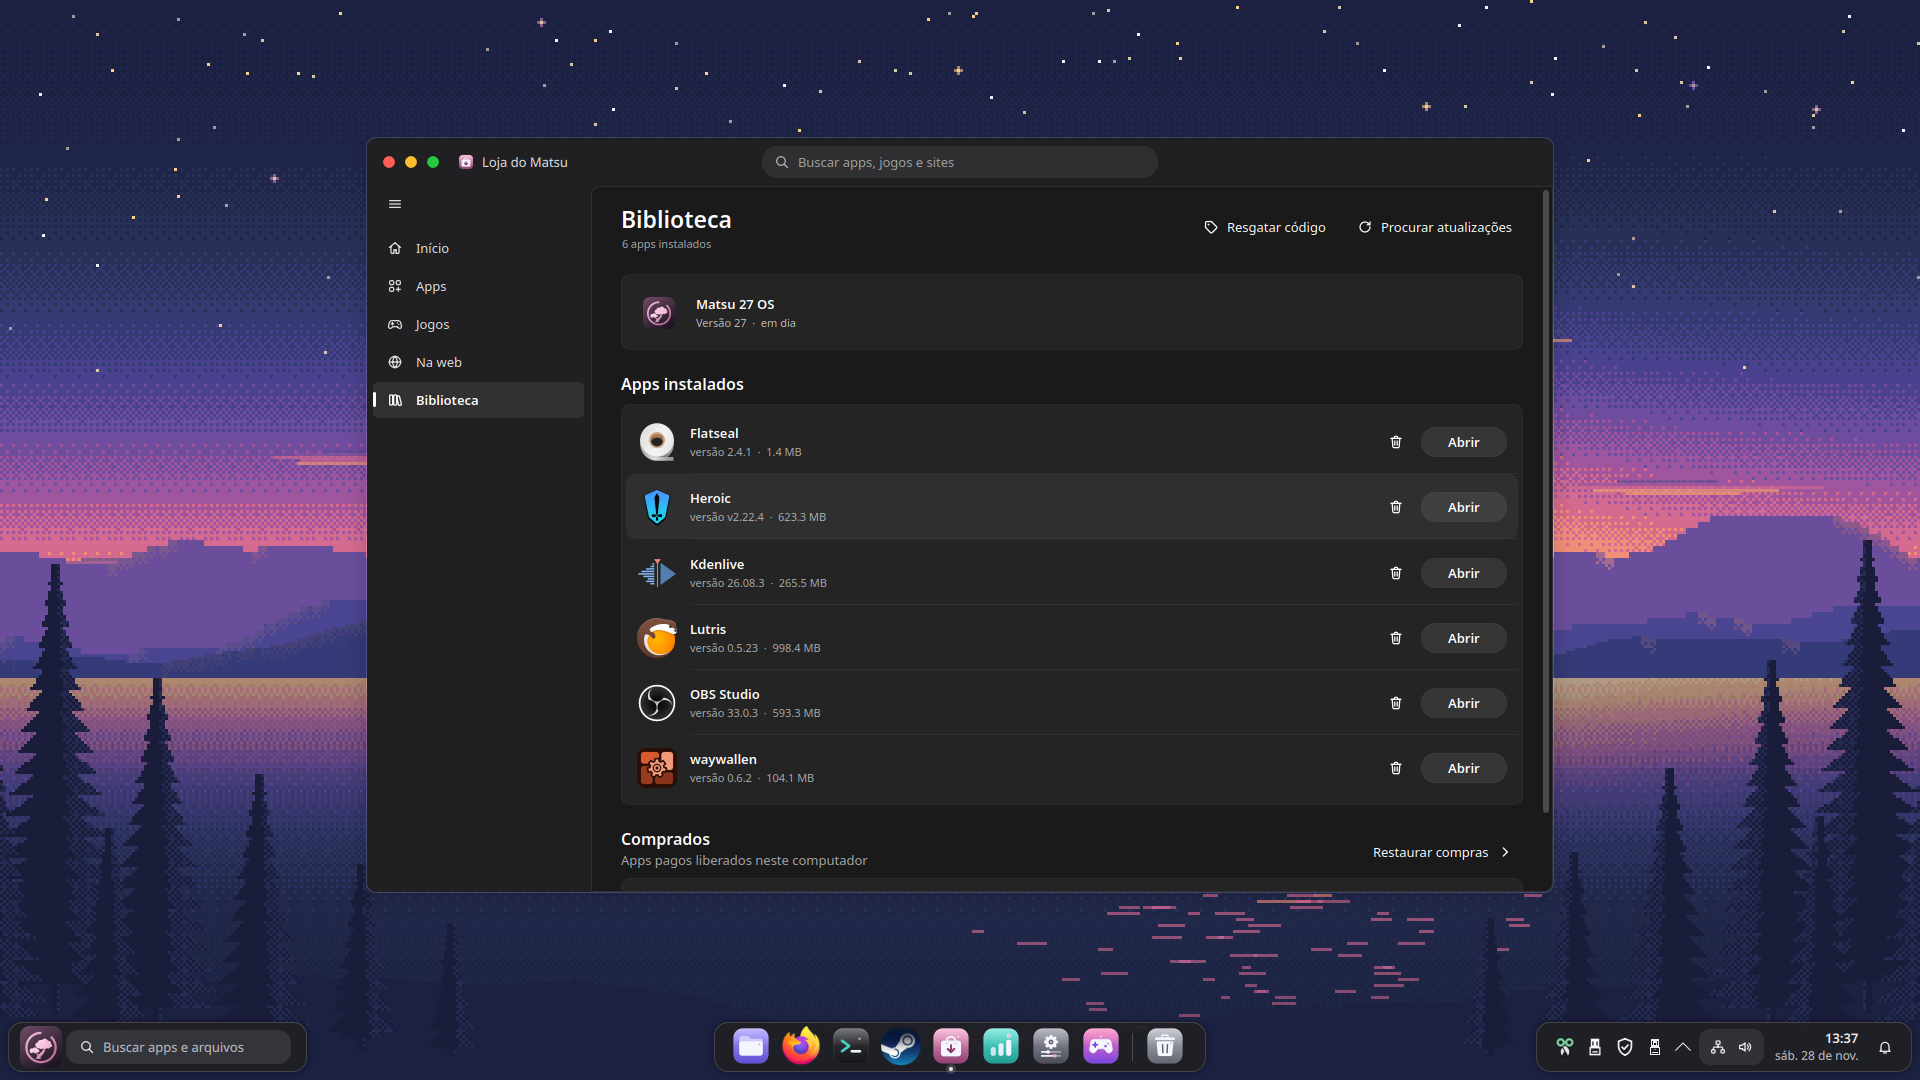 Loja do Matsu
Buscar apps, jogos e sites
Início
Apps
Jogos
Na web
Biblioteca
Biblioteca
6 apps instalados
Resgatar código
Procurar atualizações
Matsu 27 OS
Versão 27 · em dia
Apps instalados
Flatseal
versão 2.4.1 · 1.4 MB
Abrir
Heroic
versão v2.22.4 · 623.3 MB
Abrir
Kdenlive
versão 26.08.3 · 265.5 MB
Abrir
Lutris
versão 0.5.23 · 998.4 MB
Abrir
OBS Studio
versão 33.0.3 · 593.3 MB
Abrir
waywallen
versão 0.6.2 · 104.1 MB
Abrir
Comprados
Apps pagos liberados neste computador
Restaurar compras
Buscar apps e arquivos
13:37
sáb. 28 de nov.